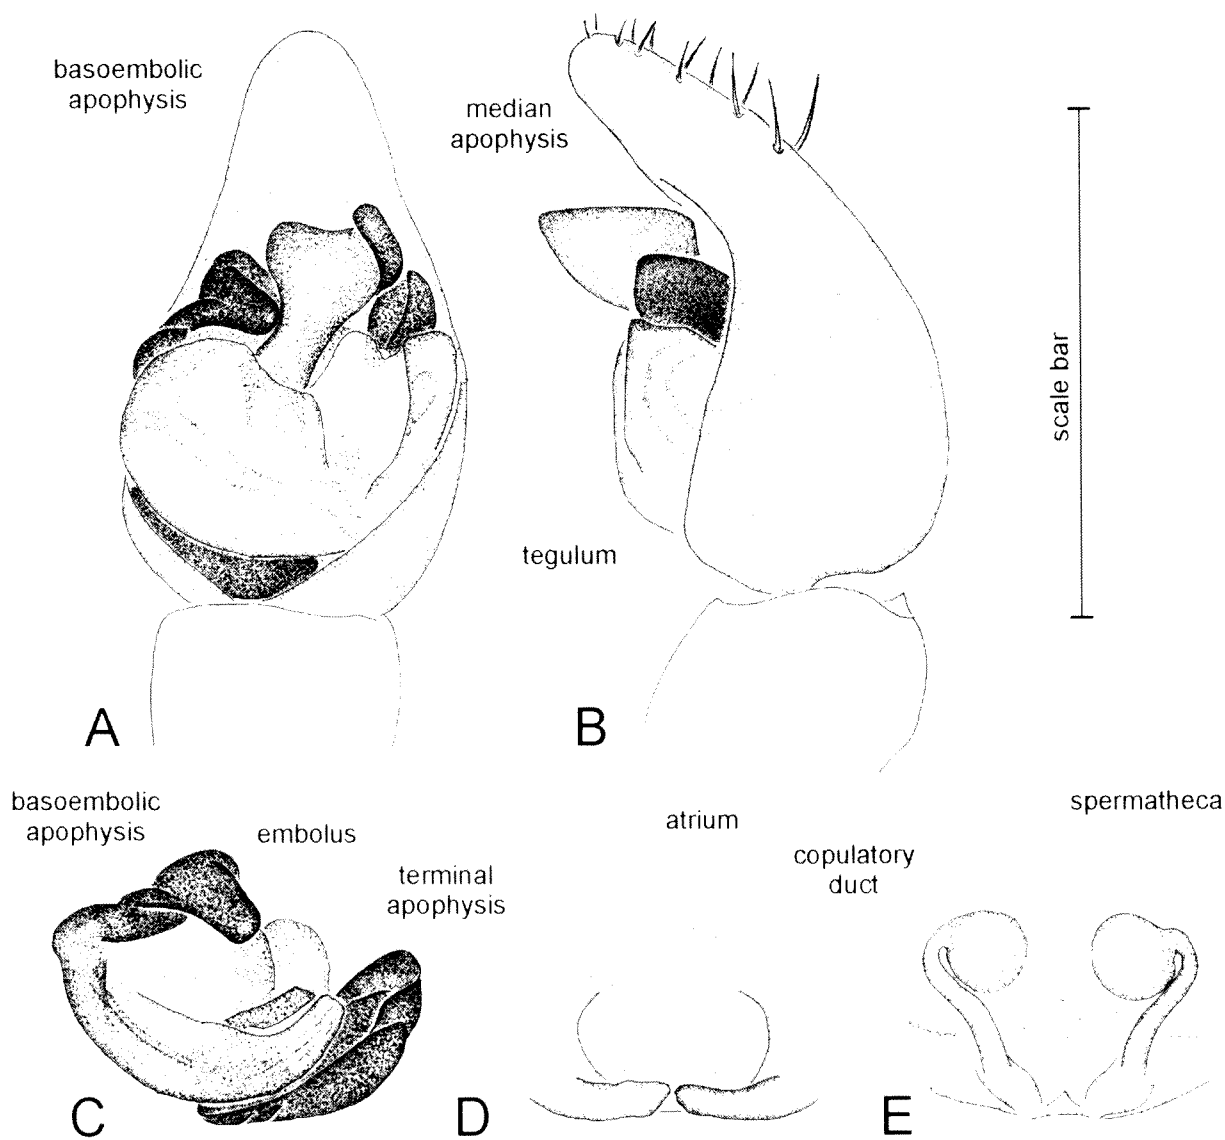 basoembolic
apophysis
median
apophysis
scale bar
tegulum
A
B
basoembolic
apophysis
embolus
terminal
apophysis
atrium
copulatory
duct
spermatheca
C
D
E